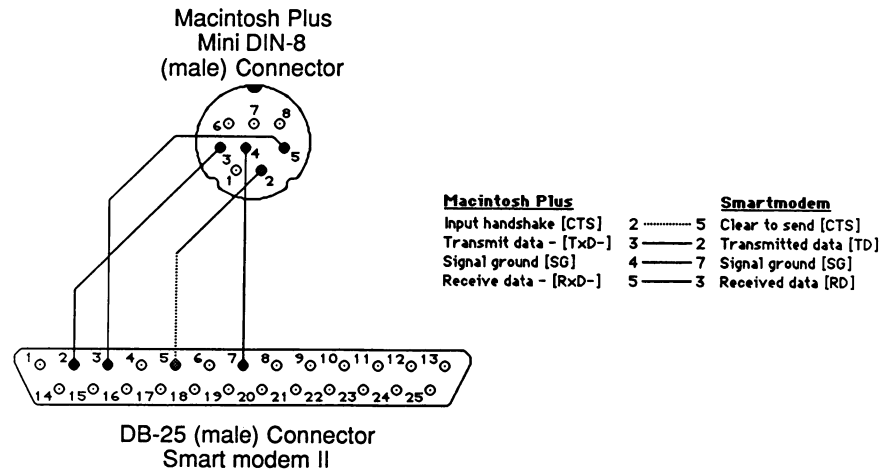 Macintosh Plus
Mini DIN-8
(male) Connector
6 7 8
3 4 5
1 2
Macintosh Plus Smartmodem
Input handshake [CTS] 2 5 Clear to send [CTS]
Transmit data - [TxD-] 3 2 Transmitted data [TD]
Signal ground [SG] 4 7 Signal ground [SG]
Receive data - [RxD-] 5 3 Received data [RD]
1 2 3 4 5 6 7 8 9 10 11 12 13
14 15 16 17 18 19 20 21 22 23 24 25
DB-25 (male) Connector
Smart modem II